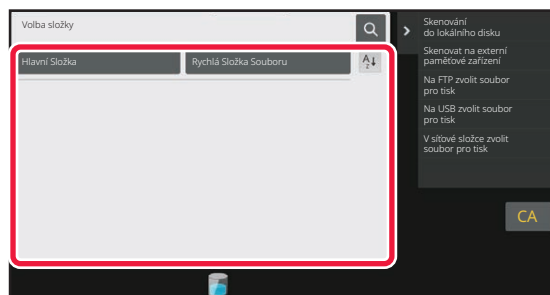 Volba složky
Hlavní Složka
Rychlá Složka Souboru
Skenování
do lokálního disku
Skenovat na externí
paměťové zařízení
Na FTP zvolit soubor
pro tisk
Na USB zvolit soubor
pro tisk
V síťové složce zvolit
soubor pro tisk
CA